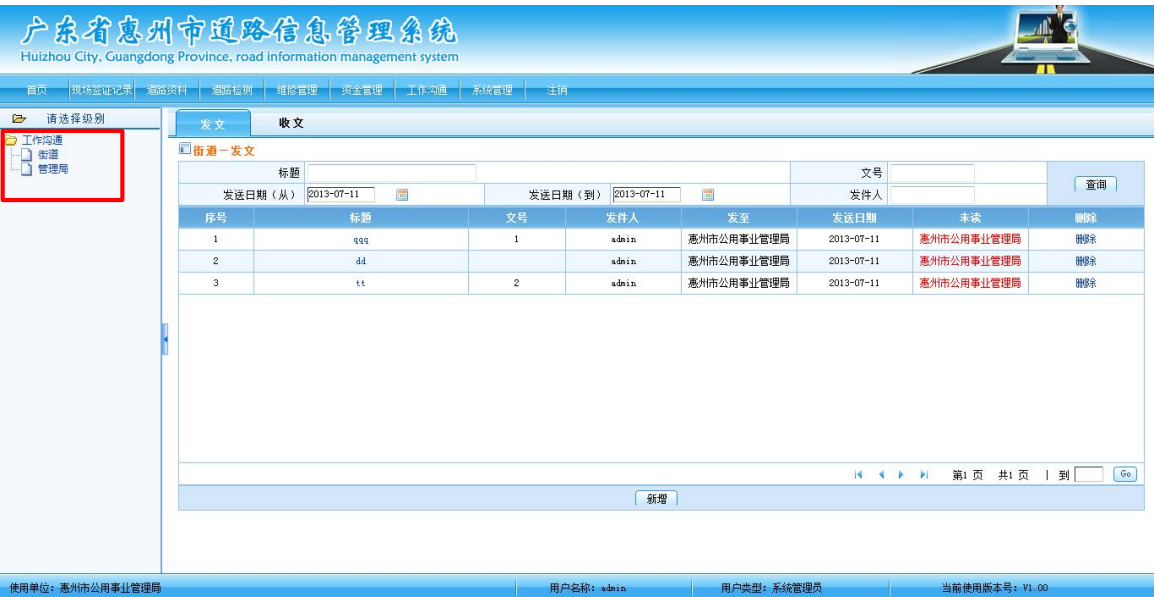 广东省惠州市道路信息管理系统
Huizhou City, Guangdong Province, road information management system
首页 现场签证记录 道路资料 道路检测 维修管理 资金管理 工作沟通 系统管理 注销
请选择级别
工作沟通
街道
管理局
发文 收文
街道－发文
标题 文号 查询
发送日期（从） 2013-07-11 发送日期（到） 2013-07-11 发件人
序号 标题 文号 发件人 发至 发送日期 未读 删除
1 qqq 1 admin 惠州市公用事业管理局 2013-07-11 惠州市公用事业管理局 删除
2 dd admin 惠州市公用事业管理局 2013-07-11 惠州市公用事业管理局 删除
3 tt 2 admin 惠州市公用事业管理局 2013-07-11 惠州市公用事业管理局 删除
第1 页 共1 页 | 到 Go
新增
使用单位：惠州市公用事业管理局 用户名称：admin 用户类型：系统管理员 当前使用版本号：V1.00